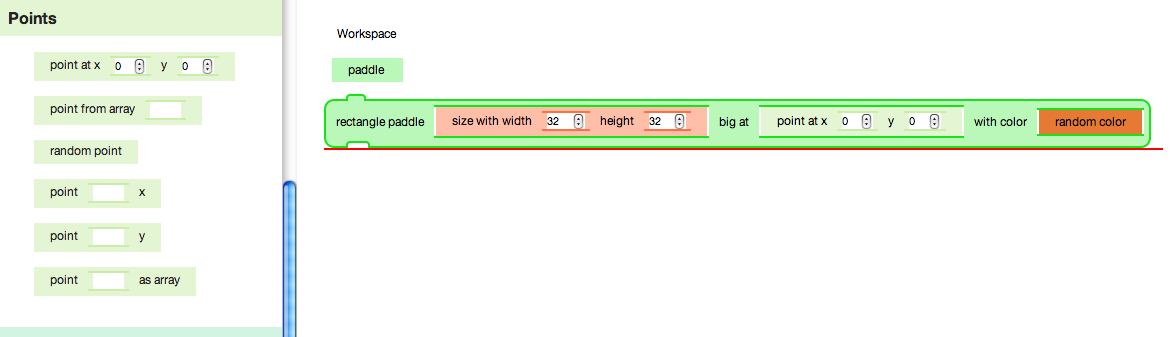 Points
point at x 0 y 0
point from array
random point
point x
point y
point as array
Workspace
paddle
rectangle paddle size with width 32 height 32 big at point at x 0 y 0 with color random color